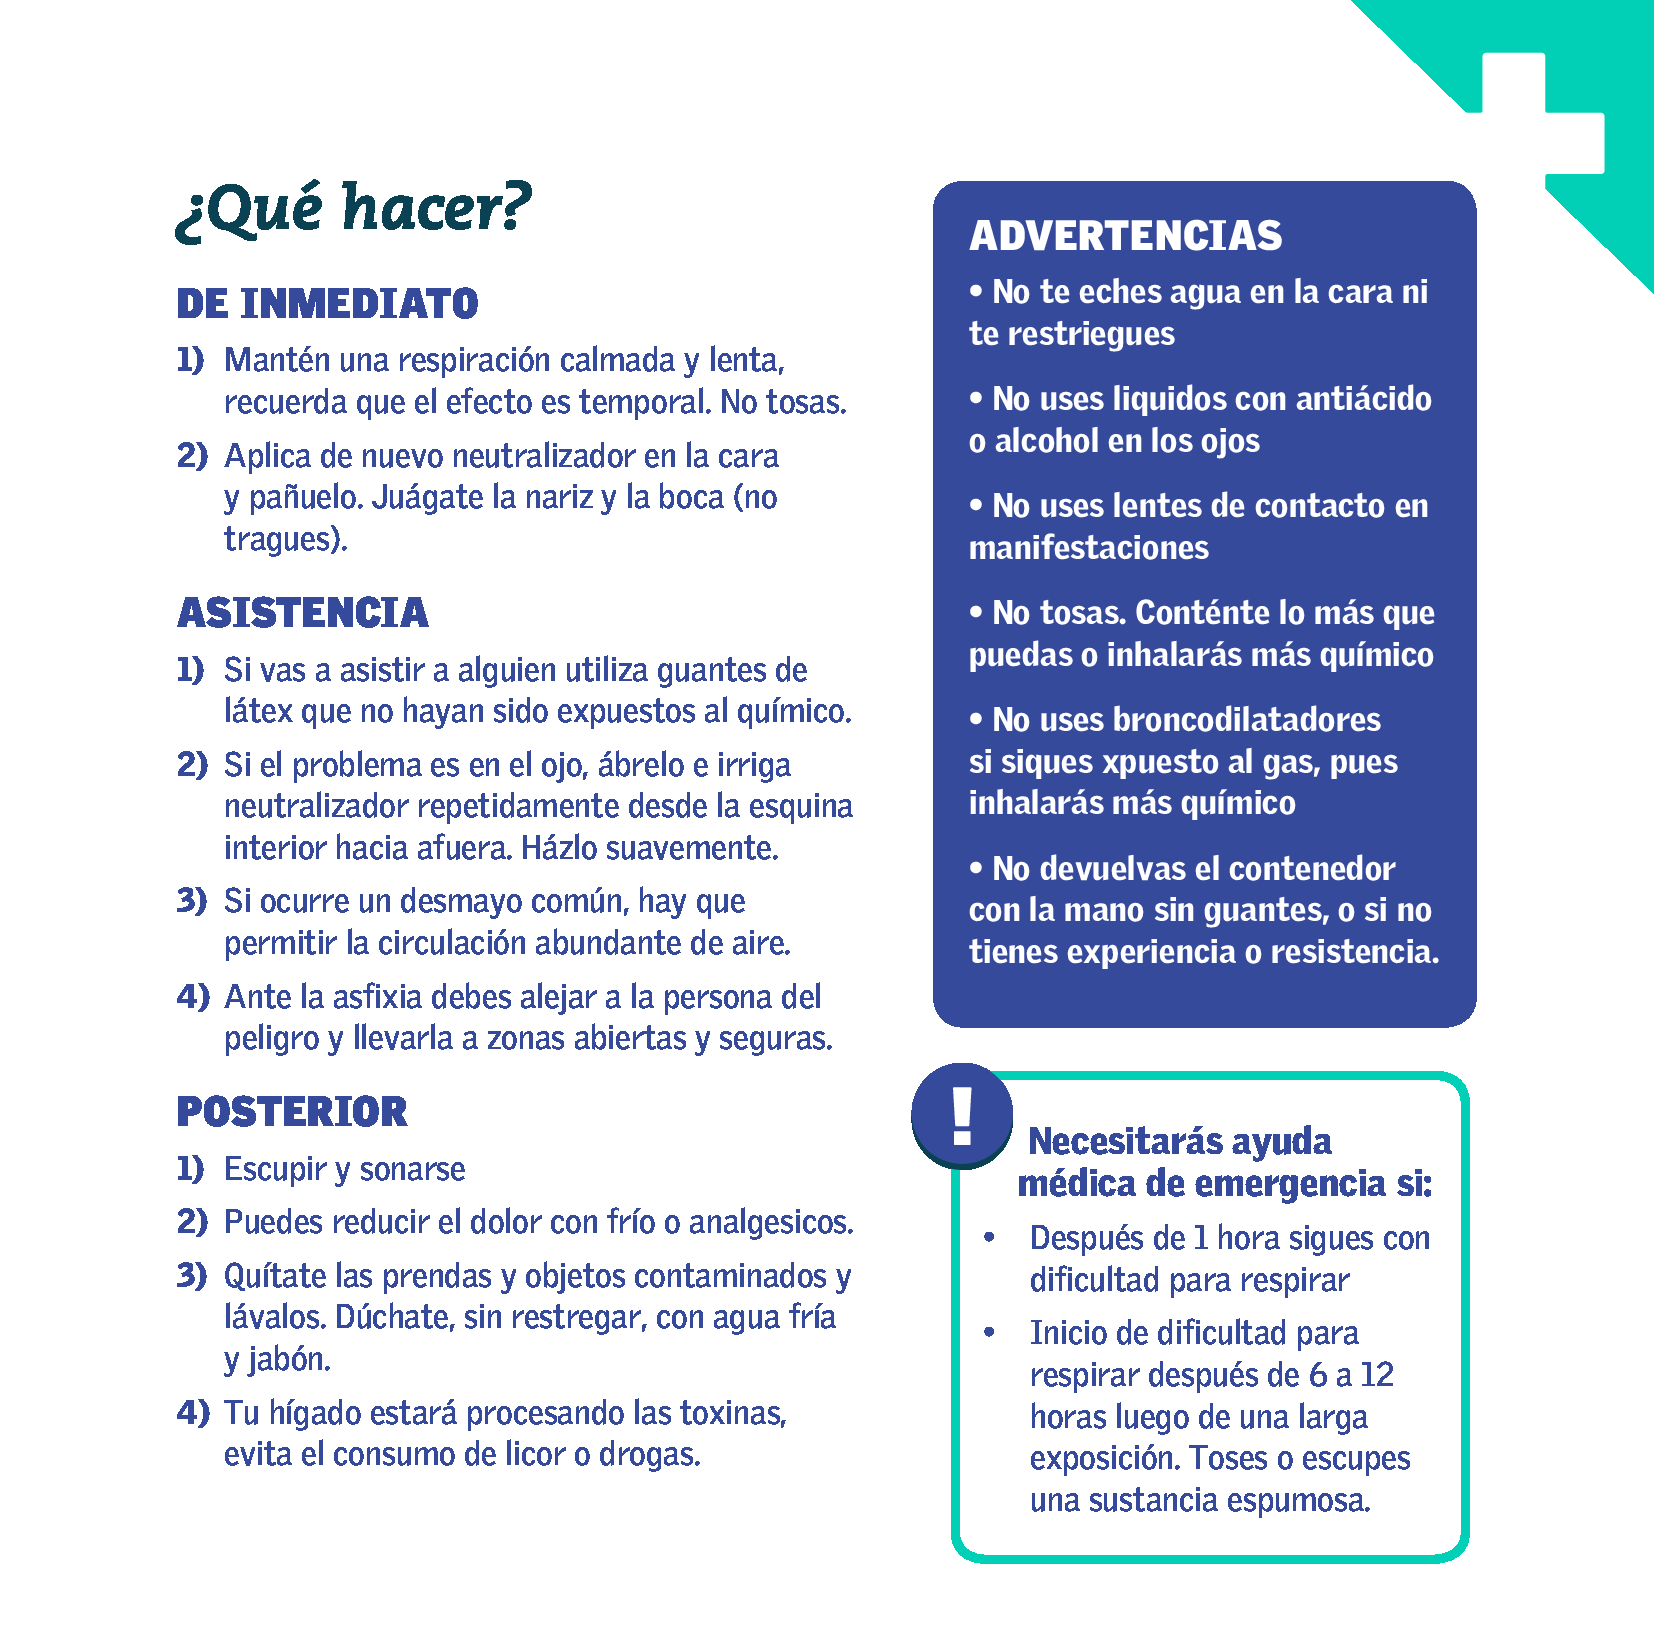 ¿Qué hacer?
DE INMEDIATO
1) Mantén una respiración calmada y lenta,
recuerda que el efecto es temporal. No tosas.
2) Aplica de nuevo neutralizador en la cara
y pañuelo. Juágate la nariz y la boca (no
tragues).
ASISTENCIA
1) Si vas a asistir a alguien utiliza guantes de
látex que no hayan sido expuestos al químico.
2) Si el problema es en el ojo, ábrelo e irriga
neutralizador repetidamente desde la esquina
interior hacia afuera. Házlo suavemente.
3) Si ocurre un desmayo común, hay que
permitir la circulación abundante de aire.
4) Ante la asfixia debes alejar a la persona del
peligro y llevarla a zonas abiertas y seguras.
POSTERIOR
1) Escupir y sonarse
2) Puedes reducir el dolor con frío o analgesicos.
3) Quítate las prendas y objetos contaminados y
lávalos. Dúchate, sin restregar, con agua fría
y jabón.
4) Tu hígado estará procesando las toxinas,
evita el consumo de licor o drogas.
ADVERTENCIAS
• No te eches agua en la cara ni
te restriegues
• No uses liquidos con antiácido
o alcohol en los ojos
• No uses lentes de contacto en
manifestaciones
• No tosas. Conténte lo más que
puedas o inhalarás más químico
• No uses broncodilatadores
si siques xpuesto al gas, pues
inhalarás más químico
• No devuelvas el contenedor
con la mano sin guantes, o si no
tienes experiencia o resistencia.
!
Necesitarás ayuda
médica de emergencia si:
• Después de 1 hora sigues con
dificultad para respirar
• Inicio de dificultad para
respirar después de 6 a 12
horas luego de una larga
exposición. Toses o escupes
una sustancia espumosa.